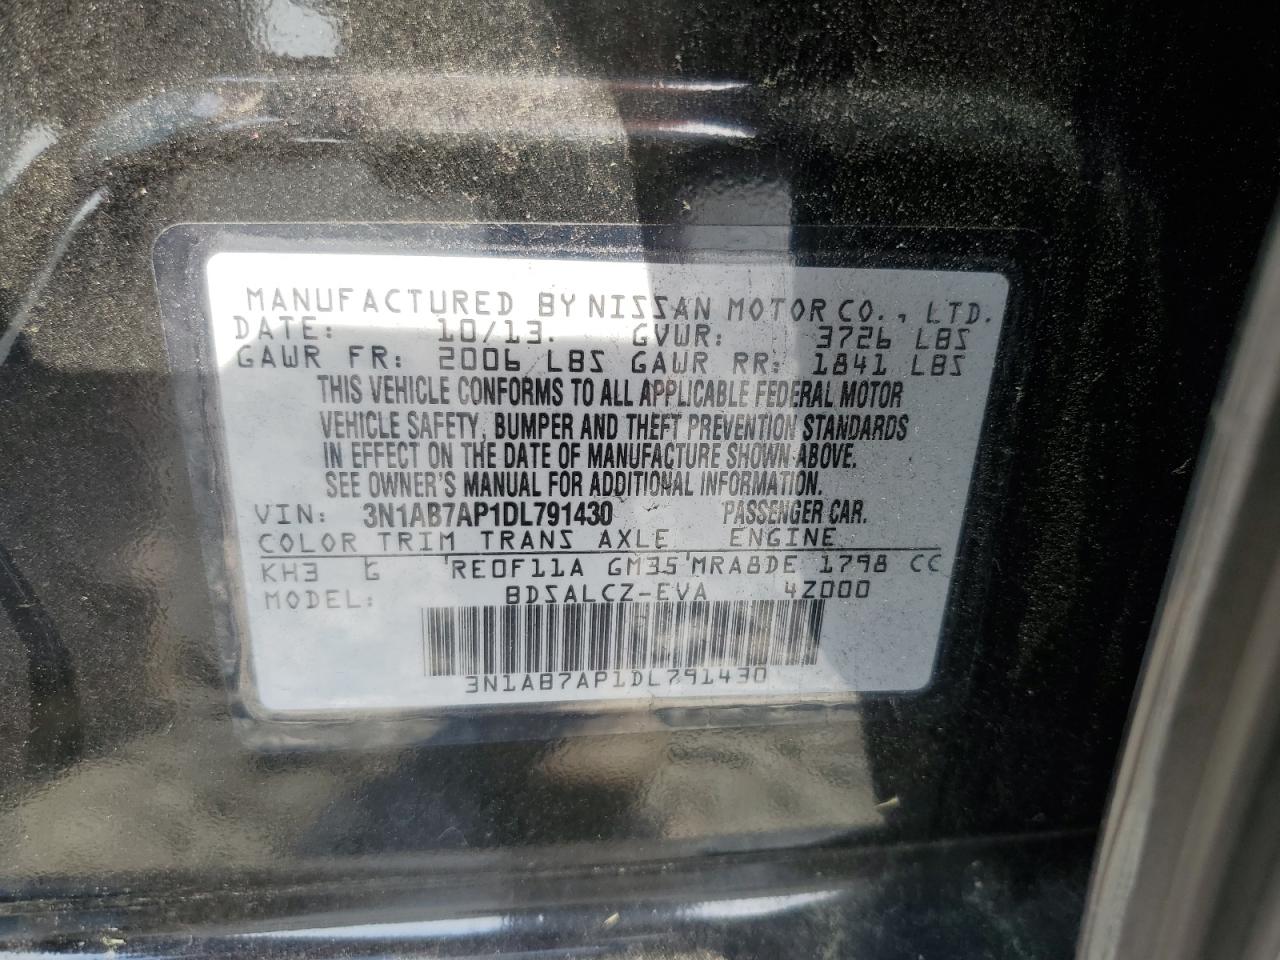 MANUFACTURED BY NISSAN MOTOR CO., LTD.
DATE: 10/13. GVWR: 3726 LBS
GAWR FR: 2006 LBS GAWR RR: 1841 LBS
THIS VEHICLE CONFORMS TO ALL APPLICABLE FEDERAL MOTOR
VEHICLE SAFETY, BUMPER AND THEFT PREVENTION STANDARDS
IN EFFECT ON THE DATE OF MANUFACTURE SHOWN ABOVE.
SEE OWNER'S MANUAL FOR ADDITIONAL INFORMATION.
VIN: 3N1AB7AP1DL791430 PASSENGER CAR.
COLOR TRIM TRANS AXLE ENGINE
KH3 G RE0F11A GM35 MRA8DE 1798 CC
MODEL: BDSALCZ-EVA 4Z000
3N1AB7AP1DL791430